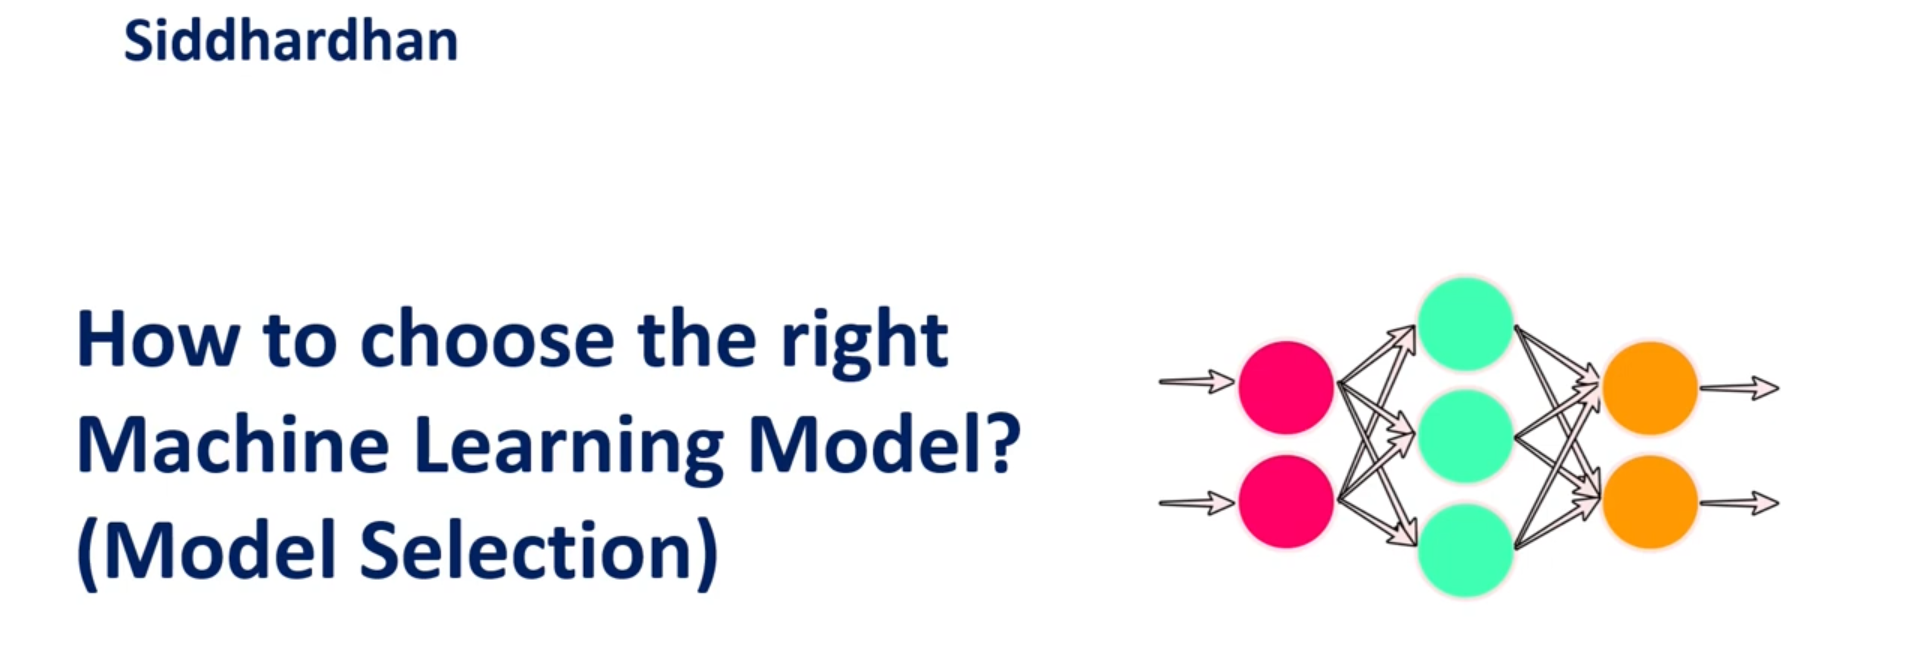 Siddhardhan
How to choose the right
Machine Learning Model?
(Model Selection)